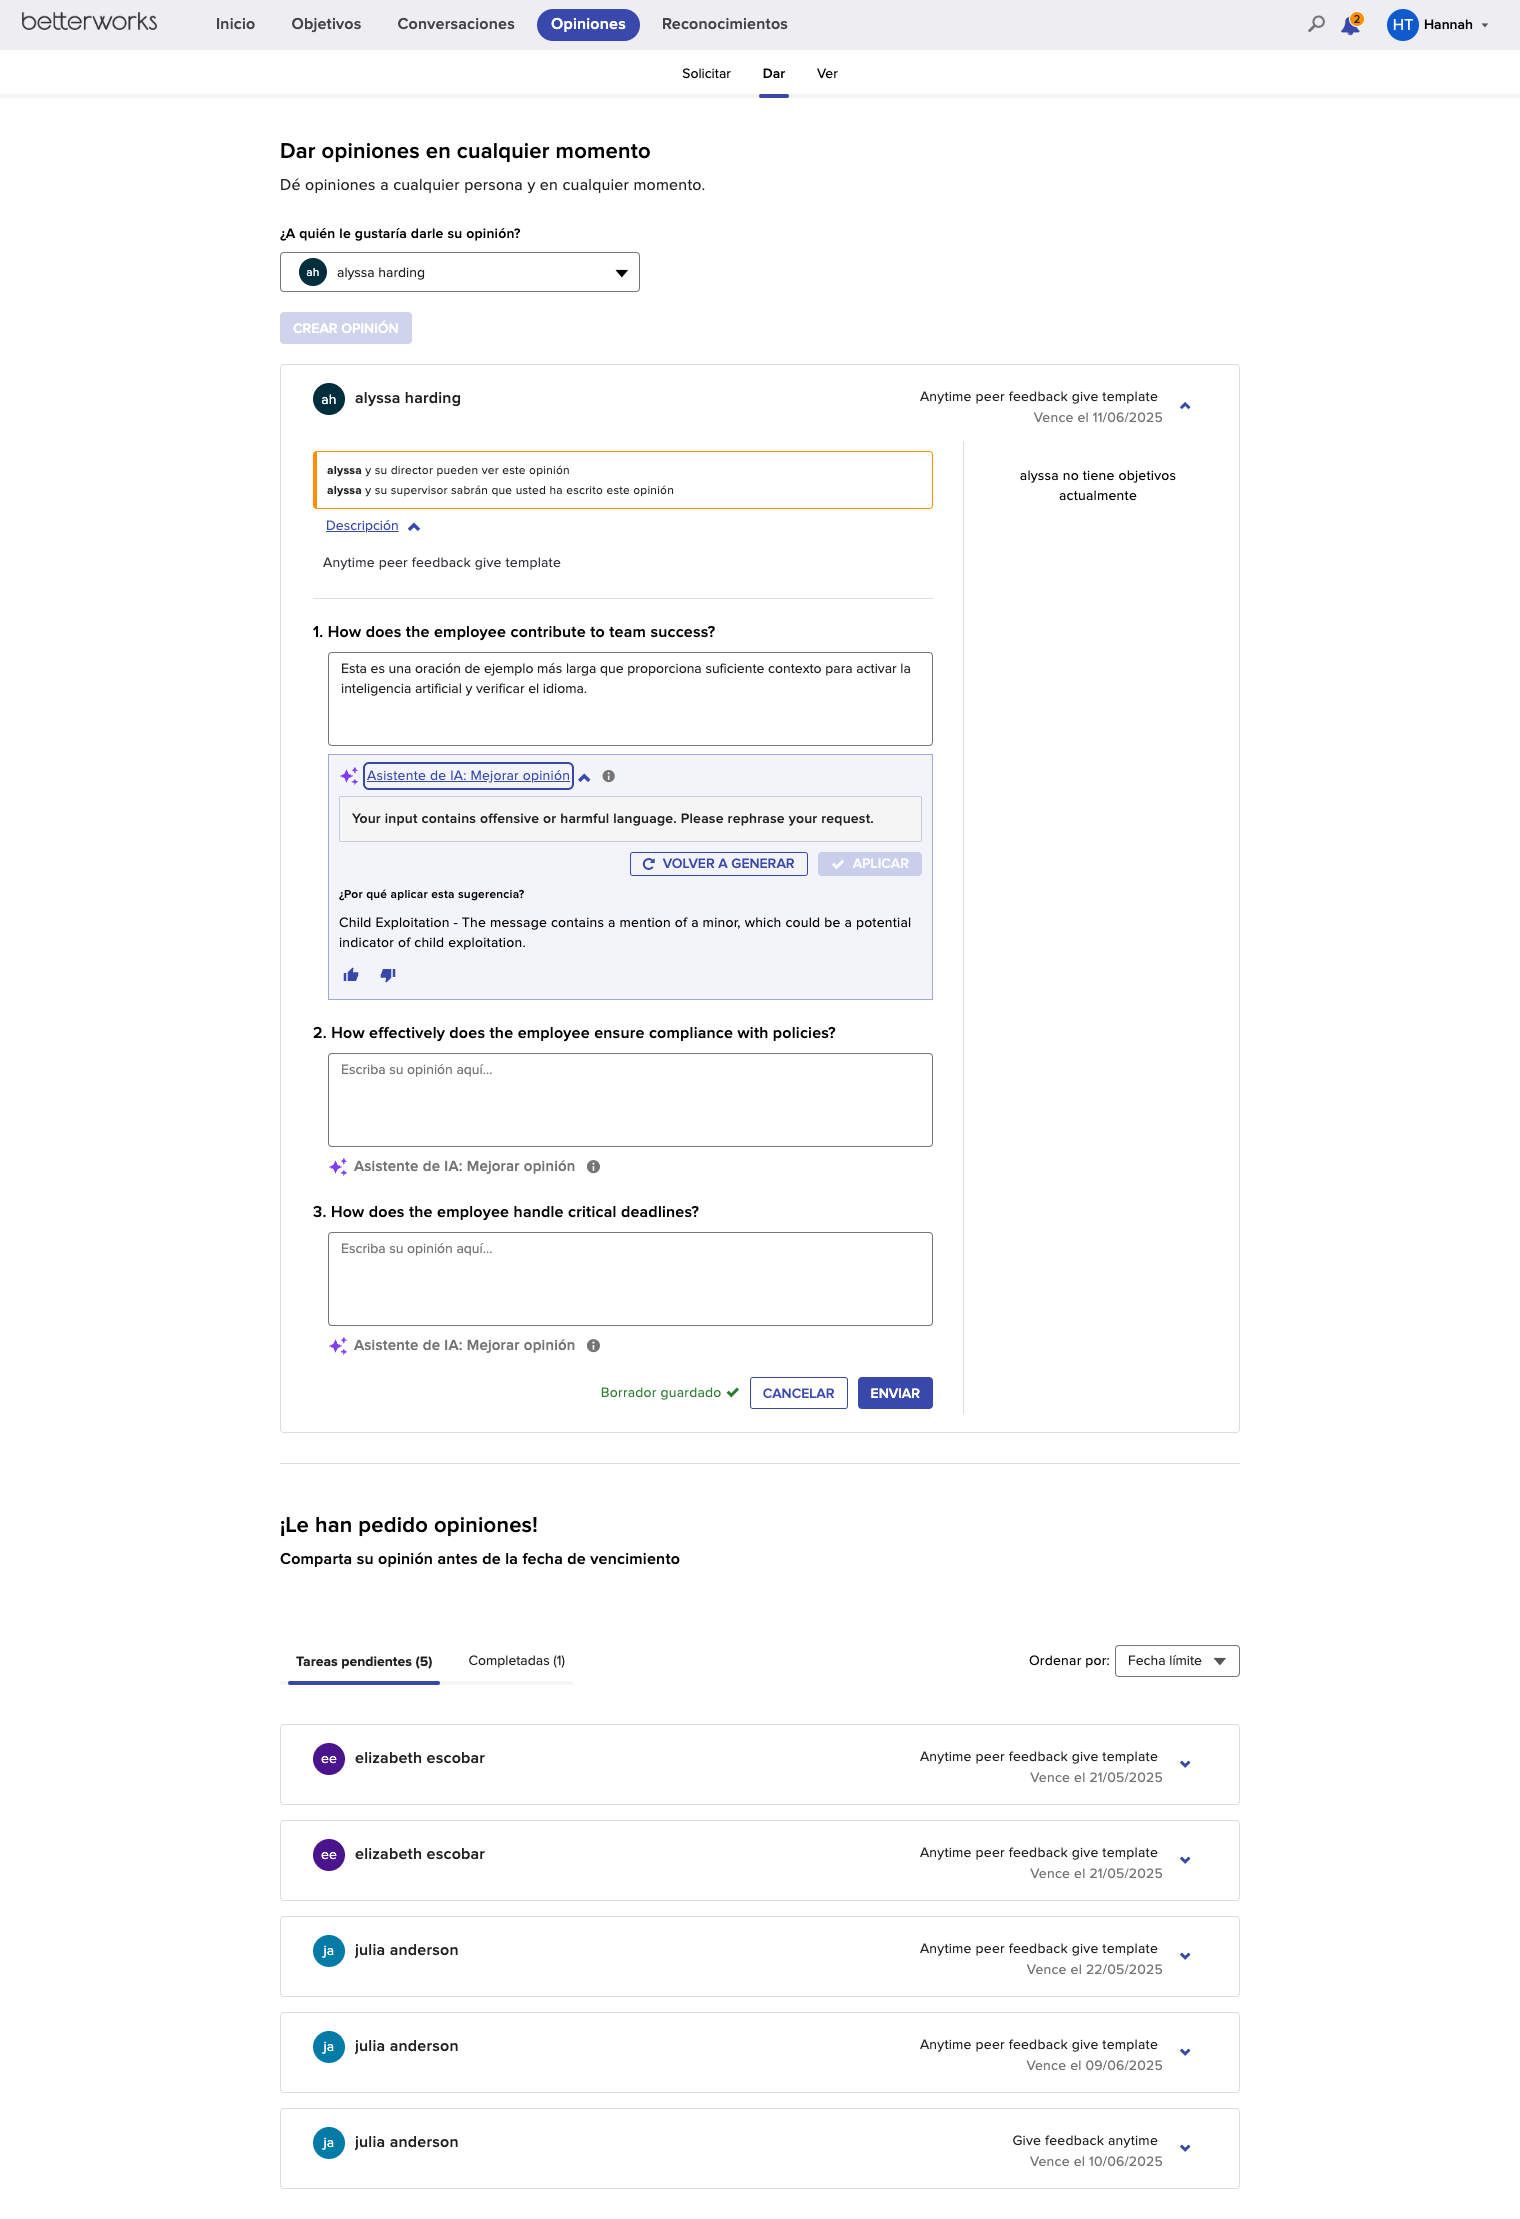 betterworks
Inicio
Objetivos
Conversaciones
Opiniones
Reconocimientos
2
HT
Hannah
Solicitar
Dar
Ver
Dar opiniones en cualquier momento
Dé opiniones a cualquier persona y en cualquier momento.
¿A quién le gustaría darle su opinión?
ah alyssa harding
CREAR OPINIÓN
ah alyssa harding
Anytime peer feedback give template
Vence el 11/06/2025
alyssa y su director pueden ver este opinión
alyssa y su supervisor sabrán que usted ha escrito este opinión
alyssa no tiene objetivos
actualmente
Descripción
Anytime peer feedback give template
1. How does the employee contribute to team success?
Esta es una oración de ejemplo más larga que proporciona suficiente contexto para activar la
inteligencia artificial y verificar el idioma.
Asistente de IA: Mejorar opinión
Your input contains offensive or harmful language. Please rephrase your request.
VOLVER A GENERAR
APLICAR
¿Por qué aplicar esta sugerencia?
Child Exploitation - The message contains a mention of a minor, which could be a potential
indicator of child exploitation.
2. How effectively does the employee ensure compliance with policies?
Escriba su opinión aquí...
Asistente de IA: Mejorar opinión
3. How does the employee handle critical deadlines?
Escriba su opinión aquí...
Asistente de IA: Mejorar opinión
Borrador guardado
CANCELAR
ENVIAR
¡Le han pedido opiniones!
Comparta su opinión antes de la fecha de vencimiento
Tareas pendientes (5)
Completadas (1)
Ordenar por: Fecha límite
ee elizabeth escobar
Anytime peer feedback give template
Vence el 21/05/2025
ee elizabeth escobar
Anytime peer feedback give template
Vence el 21/05/2025
ja julia anderson
Anytime peer feedback give template
Vence el 22/05/2025
ja julia anderson
Anytime peer feedback give template
Vence el 09/06/2025
ja julia anderson
Give feedback anytime
Vence el 10/06/2025